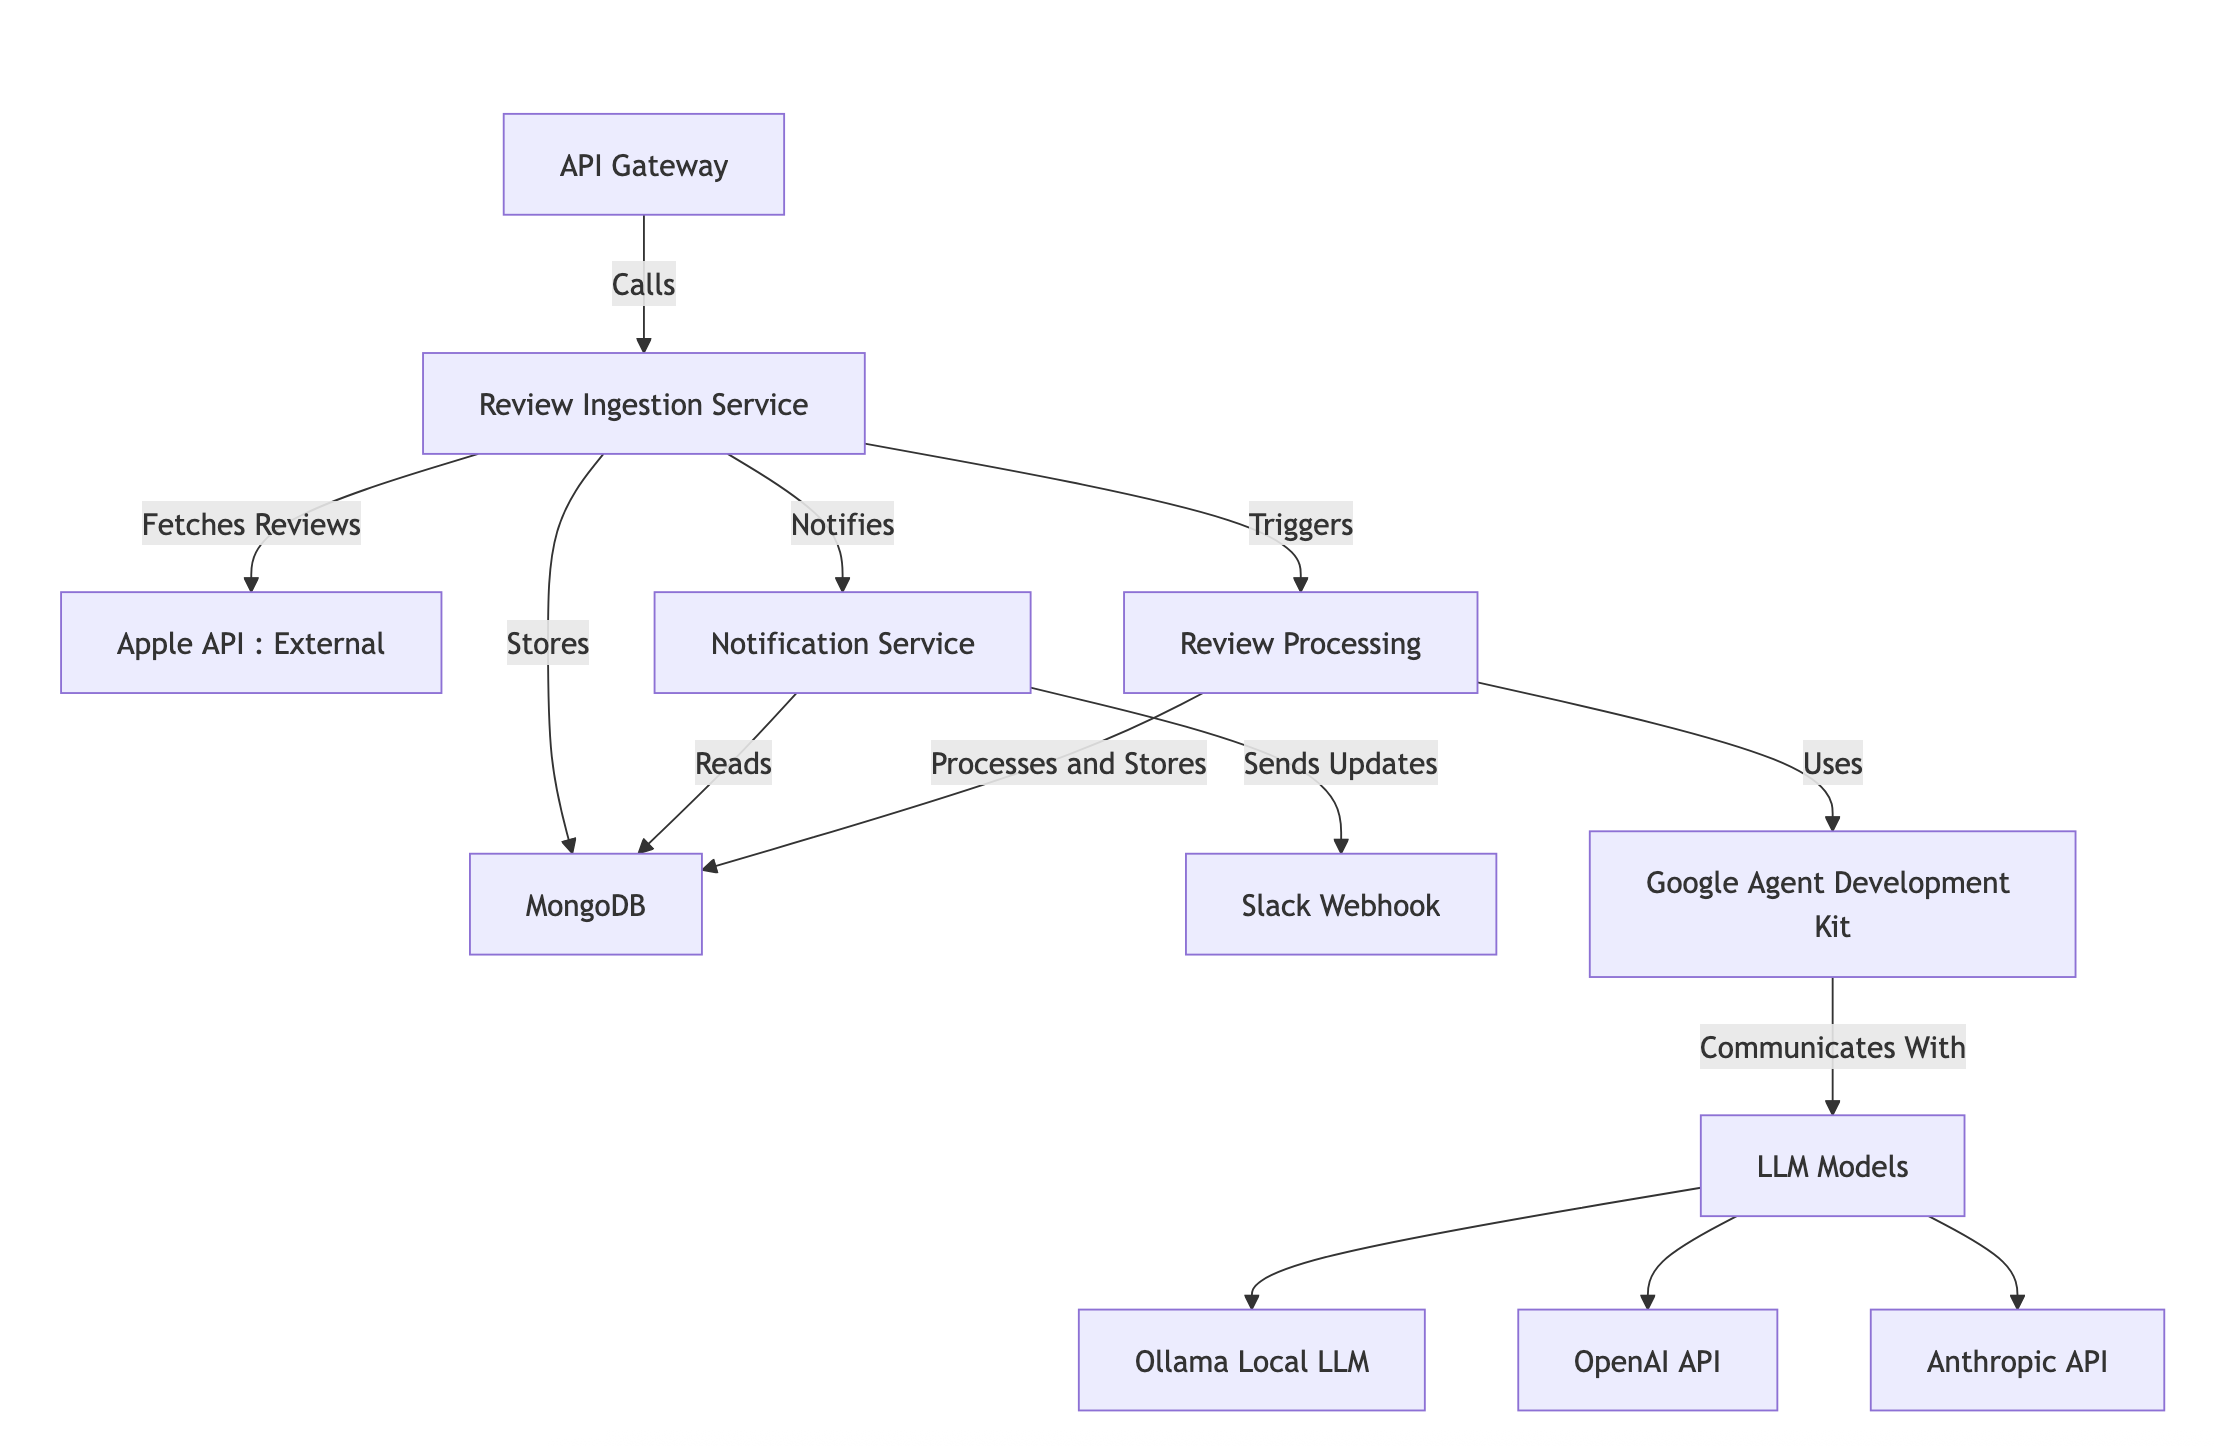 API Gateway
Calls
Review Ingestion Service
Fetches Reviews
Notifies
Triggers
Apple API : External
Stores
Notification Service
Review Processing
Reads
Processes and Stores
Sends Updates
Uses
MongoDB
Slack Webhook
Google Agent Development
Kit
Communicates With
LLM Models
Ollama Local LLM
OpenAI API
Anthropic API